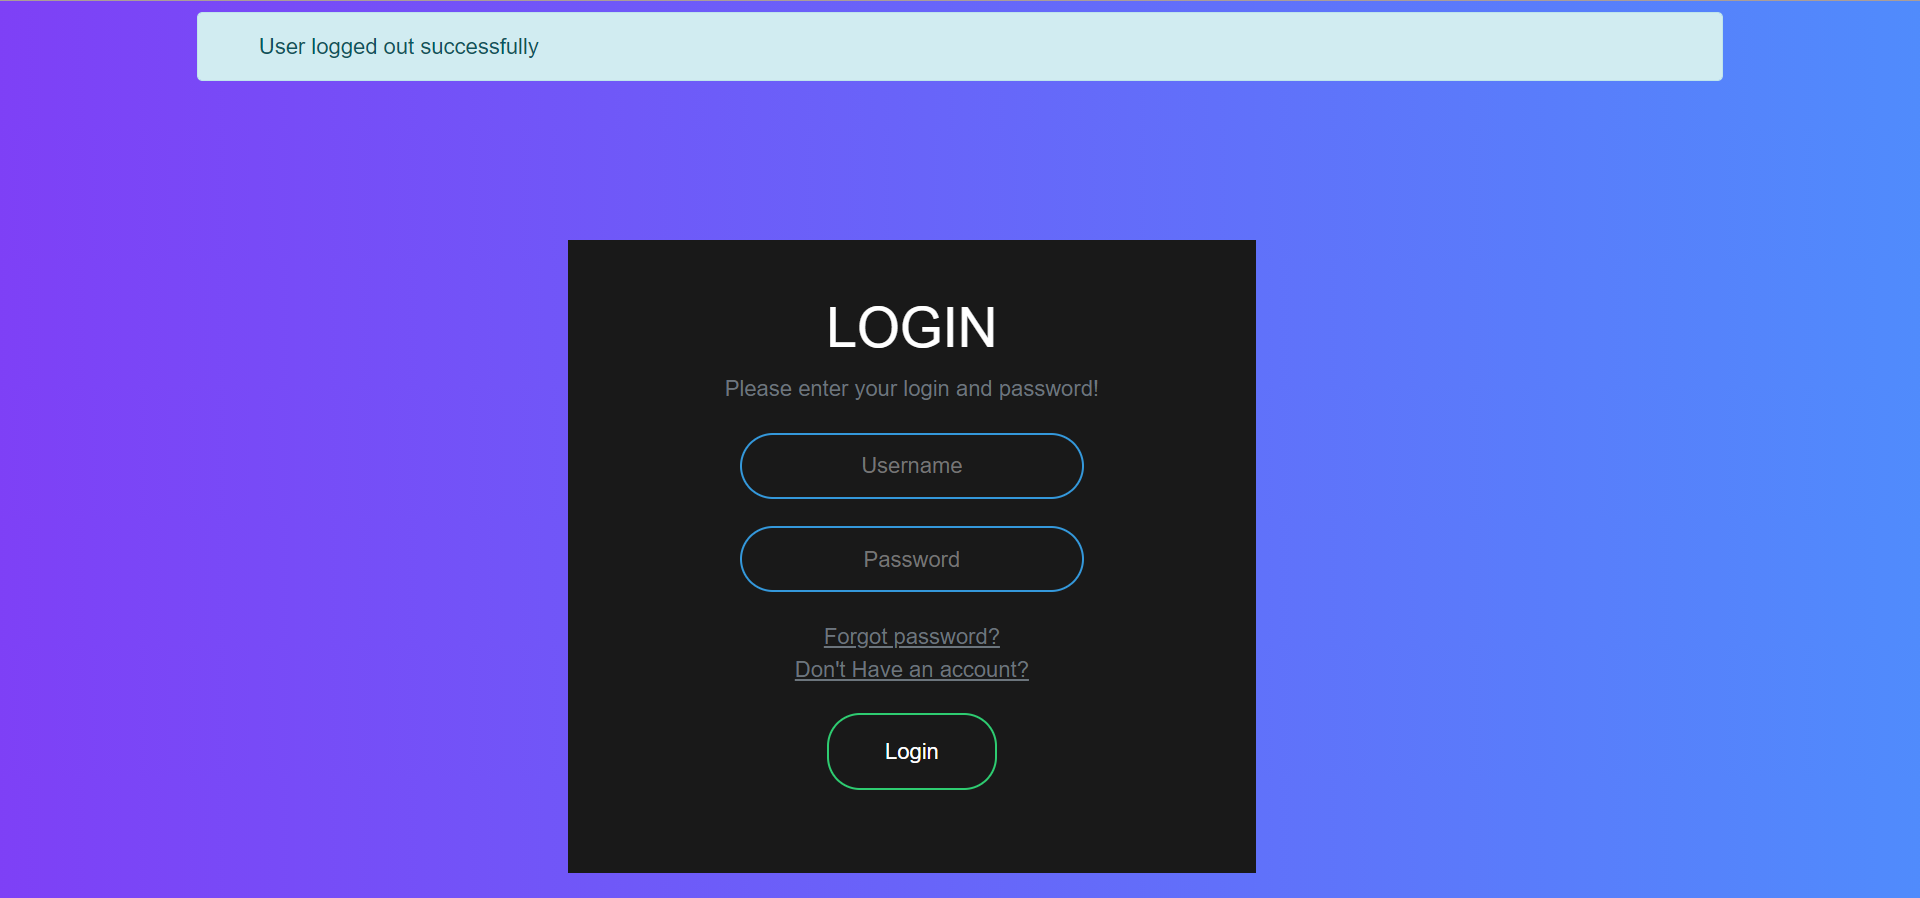 User logged out successfully
LOGIN
Please enter your login and password!
Username
Password
Forgot password?
Don't Have an account?
Login